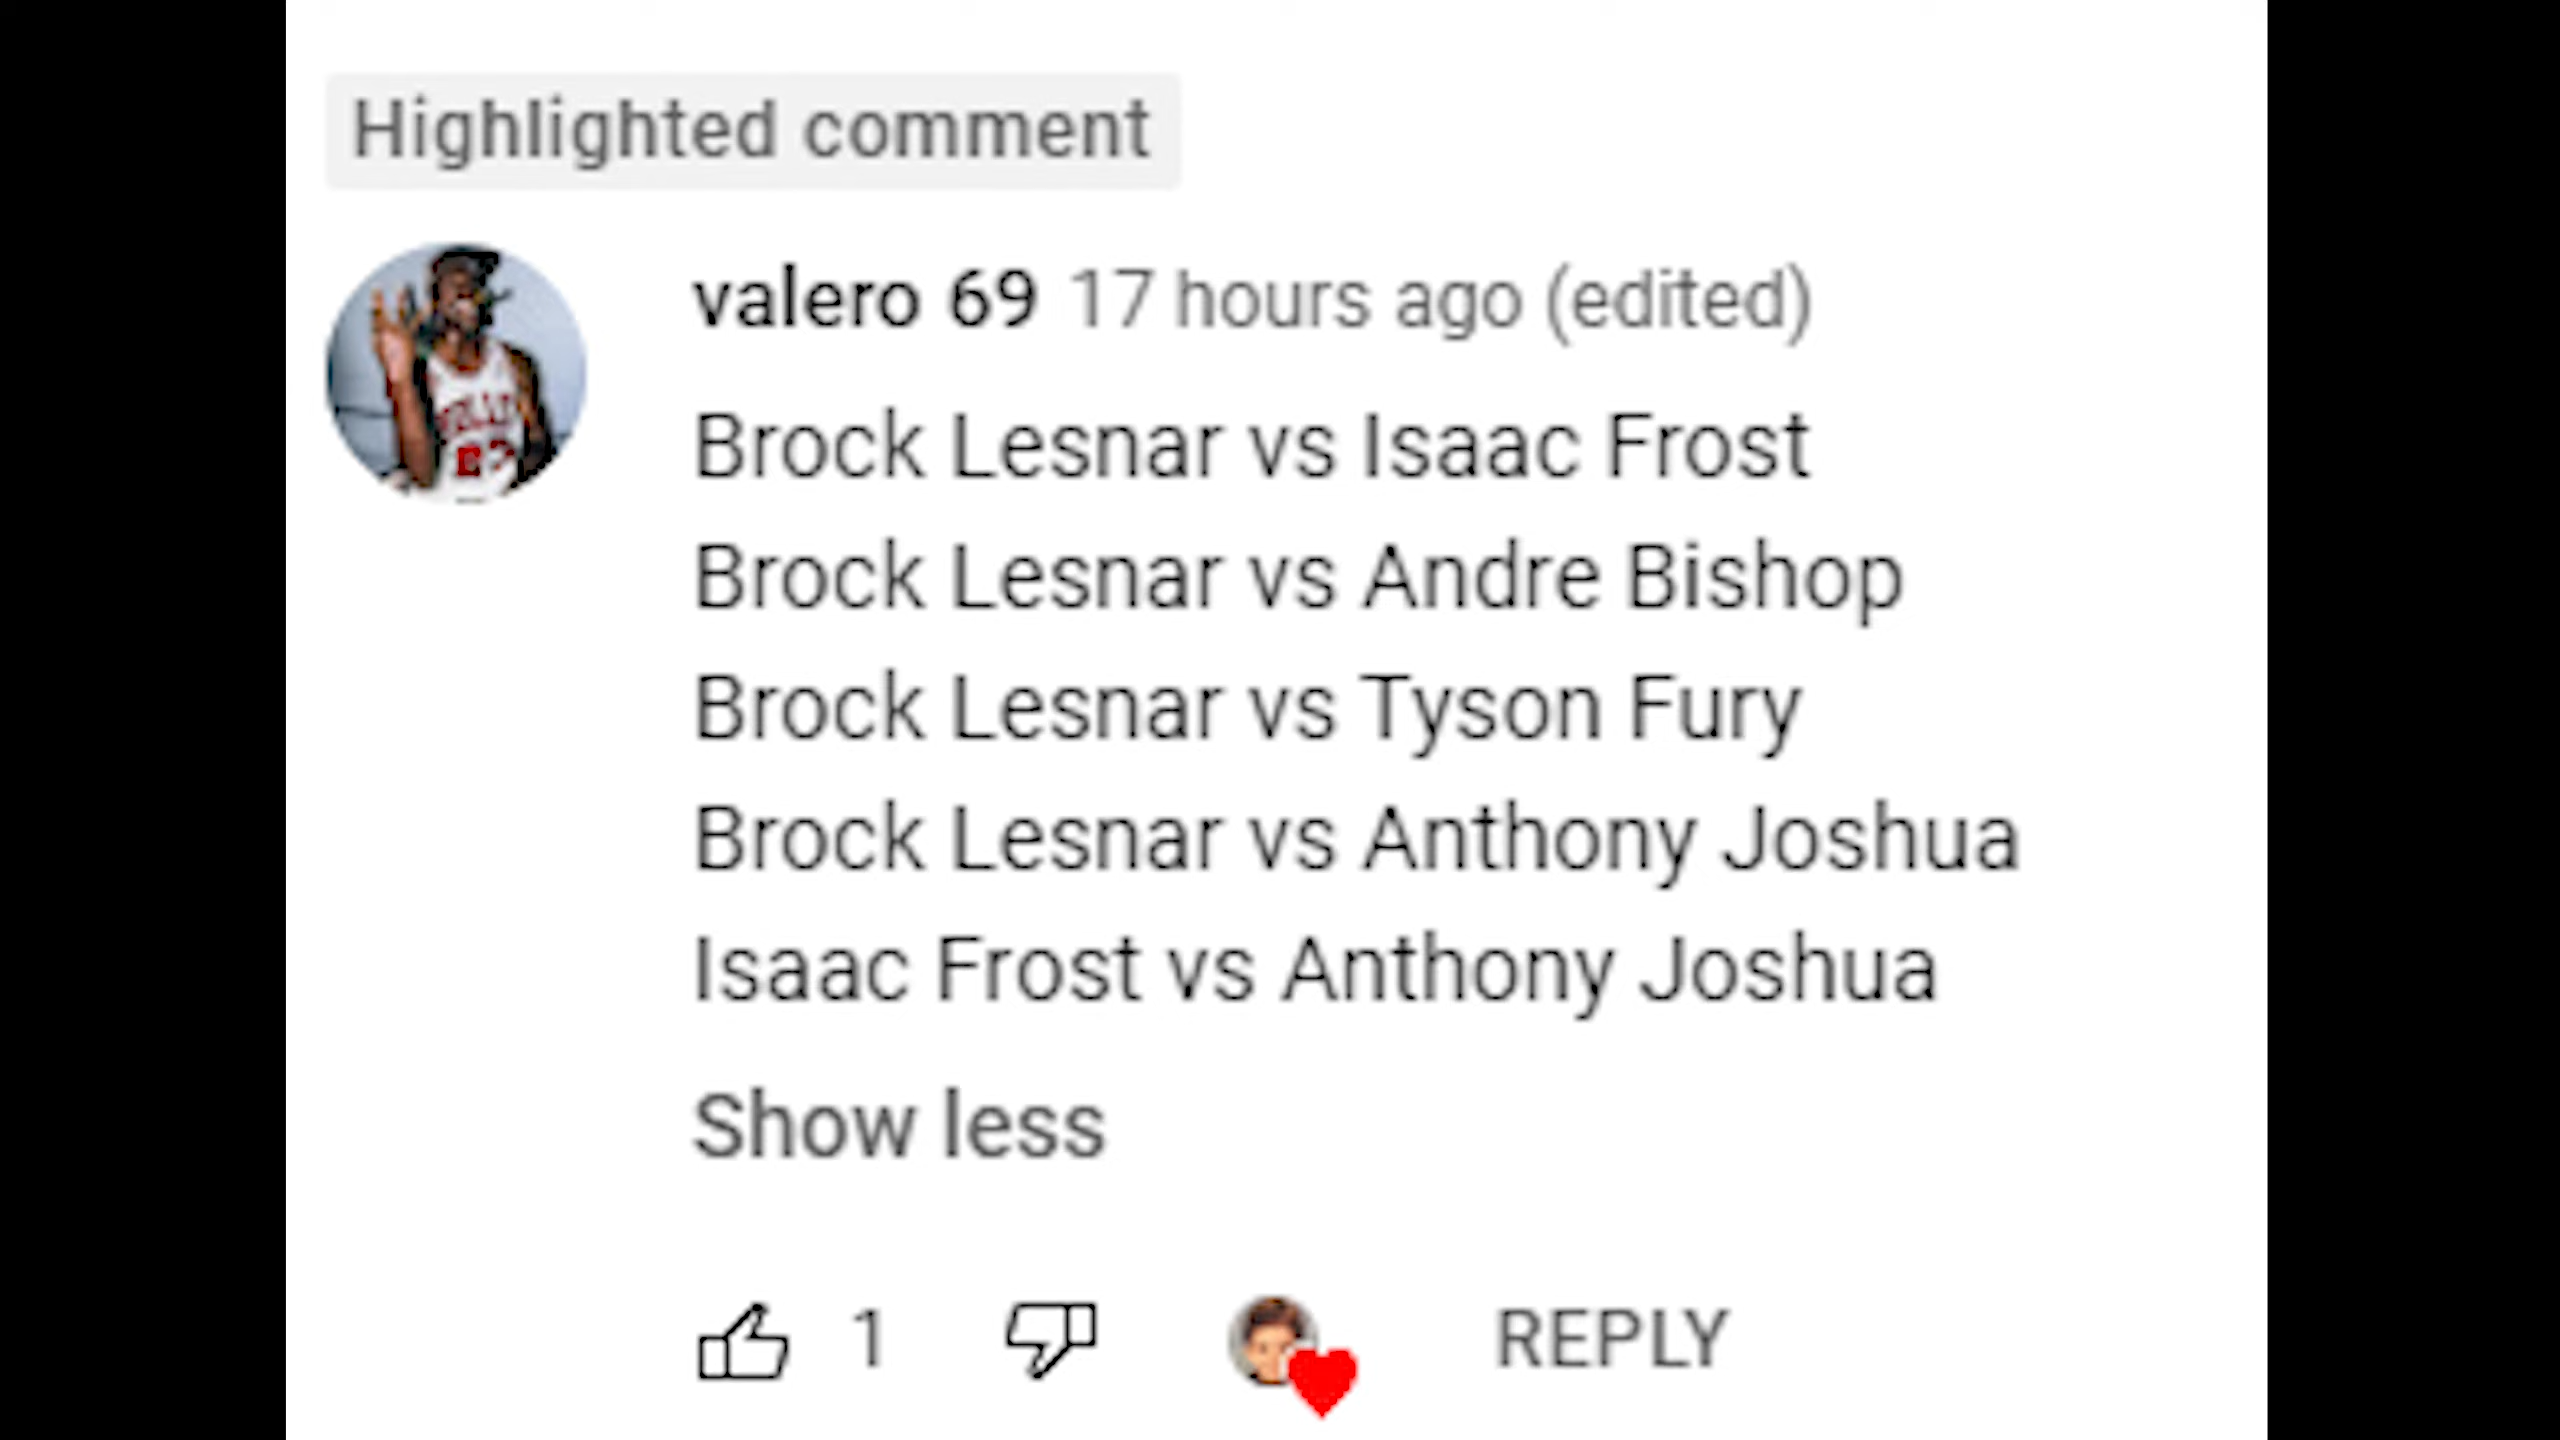 Highlighted comment
valero 69 17 hours ago (edited)
Brock Lesnar vs Isaac Frost
Brock Lesnar vs Andre Bishop
Brock Lesnar vs Tyson Fury
Brock Lesnar vs Anthony Joshua
Isaac Frost vs Anthony Joshua
Show less
1 REPLY